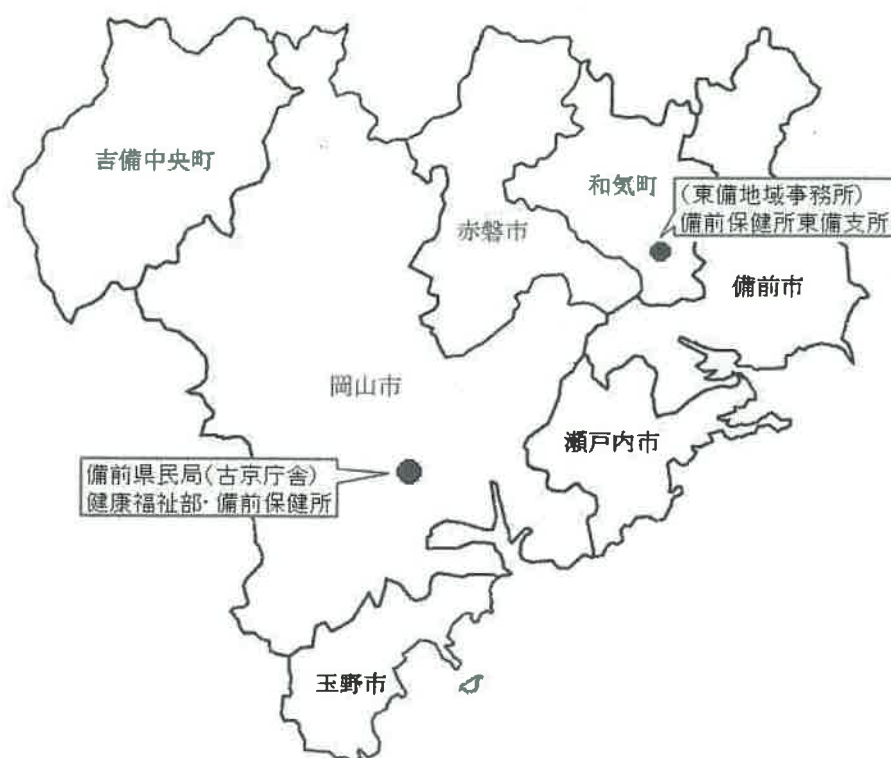 吉備中央町
和気町
(東備地域事務所)
備前保健所東備支所
赤磐市
備前市
岡山市
瀬戸内市
備前県民局(古京庁舎)
健康福祉部・備前保健所
玉野市